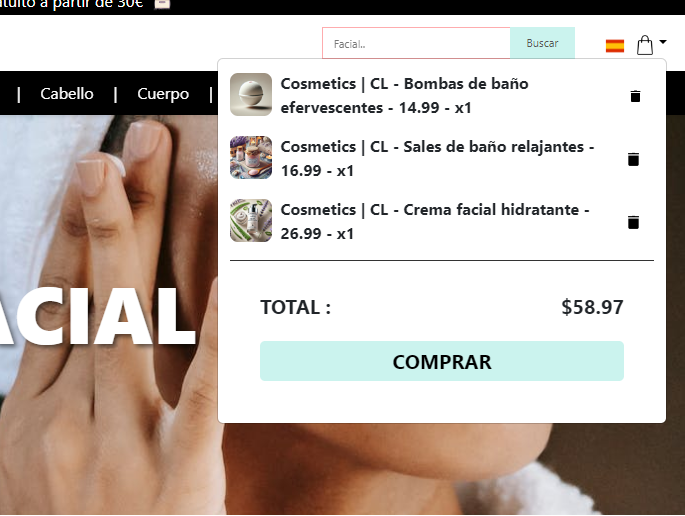 a partir de 30€
Facial..
Buscar
| Cabello | Cuerpo |
Cosmetics | CL - Bombas de baño
efervescentes - 14.99 - x1
Cosmetics | CL - Sales de baño relajantes -
16.99 - x1
Cosmetics | CL - Crema facial hidratante -
26.99 - x1
ACIAL
TOTAL :
$58.97
COMPRAR